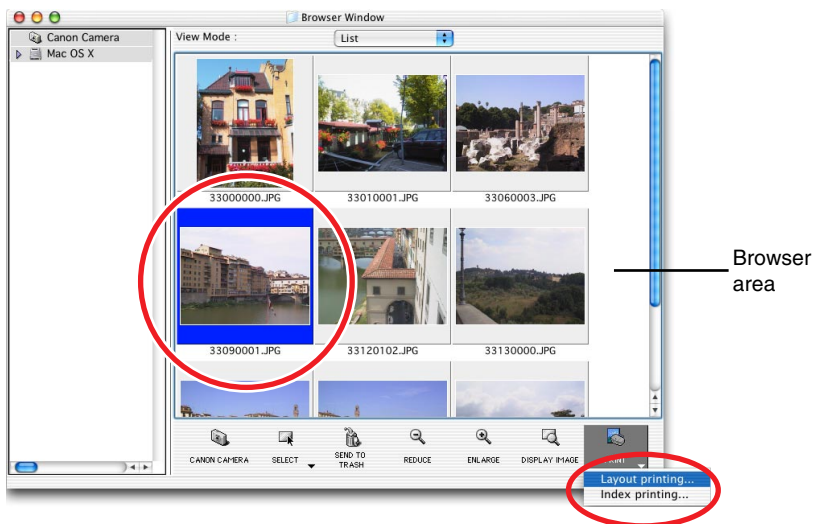 Browser Window
Canon Camera
Mac OS X
View Mode :
List
33000000.JPG
33010001.JPG
33060003.JPG
33090001.JPG
33120102.JPG
33130000.JPG
Browser
area
CANON CAMERA
SELECT
SEND TO
TRASH
REDUCE
ENLARGE
DISPLAY IMAGE
PRINT
Layout printing...
Index printing...